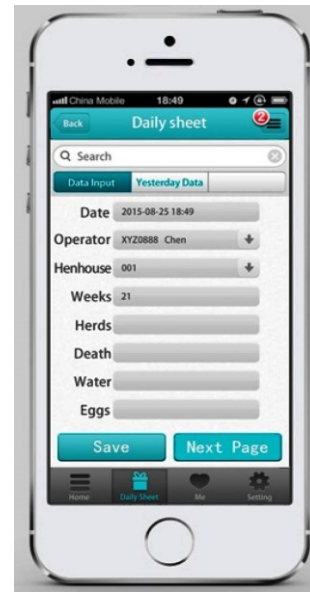 China Mobile 18:49
Back Daily sheet 2
Search
Data Input Yesterday Data
Date 2015-08-25 18:49
Operator XYZ0888 Chen
Henhouse 001
Weeks 21
Herds
Death
Water
Eggs
Save Next Page
Home Daily Sheet Me Setting